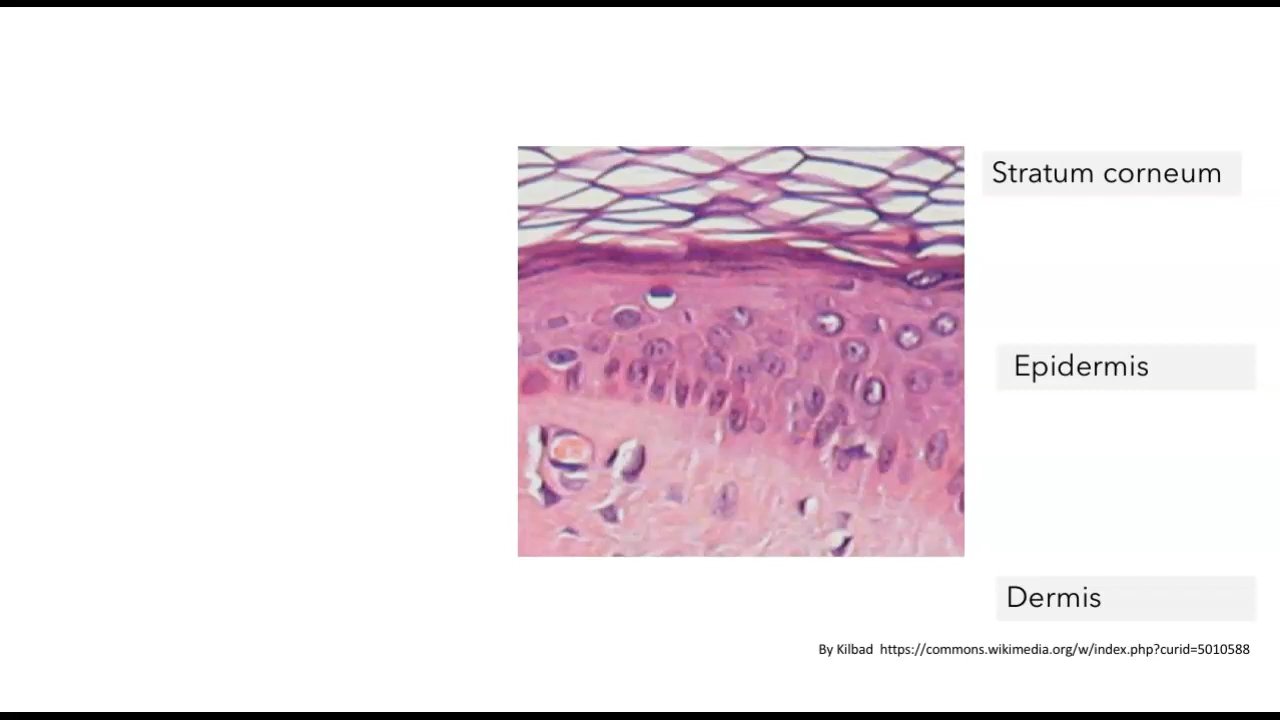 Stratum corneum
Epidermis
Dermis
By Kilbad https://commons.wikimedia.org/w/index.php?curid=5010588